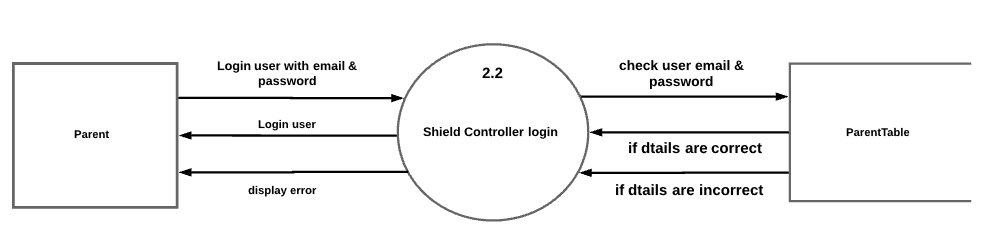 Login user with email &
password
2.2
check user email &
password
Login user
Parent
Shield Controller login
ParentTable
if dtails are correct
display error
if dtails are incorrect